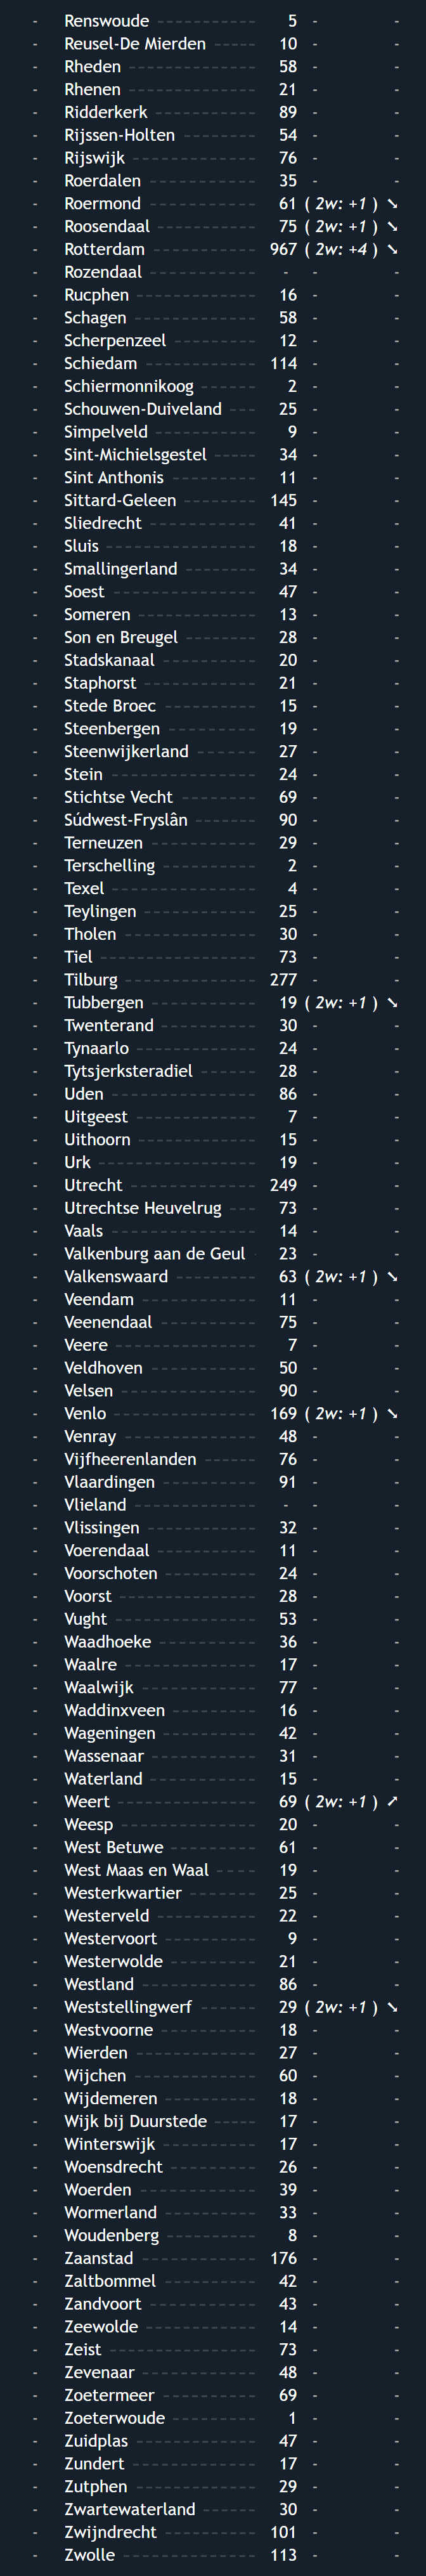 - Renswoude ----------- 5 - -
- Reusel-De Mierden ----- 10 - -
- Rheden -------------- 58 - -
- Rhenen -------------- 21 - -
- Ridderkerk ----------- 89 - -
- Rijssen-Holten -------- 54 - -
- Rijswijk ------------- 76 - -
- Roerdalen ----------- 35 - -
- Roermond ----------- 61 ( 2w: +1 ) ➘
- Roosendaal ---------- 75 ( 2w: +1 ) ➘
- Rotterdam ----------- 967 ( 2w: +4 ) ➘
- Rozendaal ----------- - - -
- Rucphen ------------- 16 - -
- Schagen ------------- 58 - -
- Scherpenzeel -------- 12 - -
- Schiedam ------------ 114 - -
- Schiermonnikoog ------ 2 - -
- Schouwen-Duiveland --- 25 - -
- Simpelveld ----------- 9 - -
- Sint-Michielsgestel ----- 34 - -
- Sint Anthonis --------- 11 - -
- Sittard-Geleen -------- 145 - -
- Sliedrecht ----------- 41 - -
- Sluis ---------------- 18 - -
- Smallingerland ------- 34 - -
- Soest --------------- 47 - -
- Someren ------------- 13 - -
- Son en Breugel -------- 28 - -
- Stadskanaal ---------- 20 - -
- Staphorst ------------ 21 - -
- Stede Broec ---------- 15 - -
- Steenbergen --------- 19 - -
- Steenwijkerland ------ 27 - -
- Stein --------------- 24 - -
- Stichtse Vecht -------- 69 - -
- Súdwest-Fryslân ------- 90 - -
- Terneuzen ----------- 29 - -
- Terschelling ---------- 2 - -
- Texel --------------- 4 - -
- Teylingen ------------ 25 - -
- Tholen -------------- 30 - -
- Tiel ----------------- 73 - -
- Tilburg -------------- 277 - -
- Tubbergen ----------- 19 ( 2w: +1 ) ➘
- Twenterand ---------- 30 - -
- Tynaarlo ------------- 24 - -
- Tytsjerksteradiel ------ 28 - -
- Uden --------------- 86 - -
- Uitgeest ------------- 7 - -
- Uithoorn ------------ 15 - -
- Urk ----------------- 19 - -
- Utrecht ------------- 249 - -
- Utrechtse Heuvelrug --- 73 - -
- Vaals --------------- 14 - -
- Valkenburg aan de Geul - 23 - -
- Valkenswaard -------- 63 ( 2w: +1 ) ➘
- Veendam ------------ 11 - -
- Veenendaal ---------- 75 - -
- Veere --------------- 7 - -
- Veldhoven ----------- 50 - -
- Velsen -------------- 90 - -
- Venlo --------------- 169 ( 2w: +1 ) ➘
- Venray -------------- 48 - -
- Vijfheerenlanden ------ 76 - -
- Vlaardingen ---------- 91 - -
- Vlieland ------------- - - -
- Vlissingen ------------ 32 - -
- Voerendaal ----------- 11 - -
- Voorschoten ---------- 24 - -
- Voorst -------------- 28 - -
- Vught --------------- 53 - -
- Waadhoeke ---------- 36 - -
- Waalre -------------- 17 - -
- Waalwijk ------------ 77 - -
- Waddinxveen --------- 16 - -
- Wageningen ---------- 42 - -
- Wassenaar ----------- 31 - -
- Waterland ----------- 15 - -
- Weert -------------- 69 ( 2w: +1 ) ➚
- Weesp -------------- 20 - -
- West Betuwe --------- 61 - -
- West Maas en Waal ---- 19 - -
- Westerkwartier ------- 25 - -
- Westerveld ---------- 22 - -
- Westervoort --------- 9 - -
- Westerwolde --------- 21 - -
- Westland ------------ 86 - -
- Weststellingwerf ------ 29 ( 2w: +1 ) ➘
- Westvoorne ---------- 18 - -
- Wierden ------------- 27 - -
- Wijchen ------------- 60 - -
- Wijdemeren ---------- 18 - -
- Wijk bij Duurstede ----- 17 - -
- Winterswijk ---------- 17 - -
- Woensdrecht --------- 26 - -
- Woerden ------------ 39 - -
- Wormerland ---------- 33 - -
- Woudenberg --------- 8 - -
- Zaanstad ------------ 176 - -
- Zaltbommel ---------- 42 - -
- Zandvoort ----------- 43 - -
- Zeewolde ------------ 14 - -
- Zeist --------------- 73 - -
- Zevenaar ------------ 48 - -
- Zoetermeer ---------- 69 - -
- Zoeterwoude --------- 1 - -
- Zuidplas ------------- 47 - -
- Zundert ------------- 17 - -
- Zutphen ------------- 29 - -
- Zwartewaterland ------ 30 - -
- Zwijndrecht ---------- 101 - -
- Zwolle -------------- 113 - -